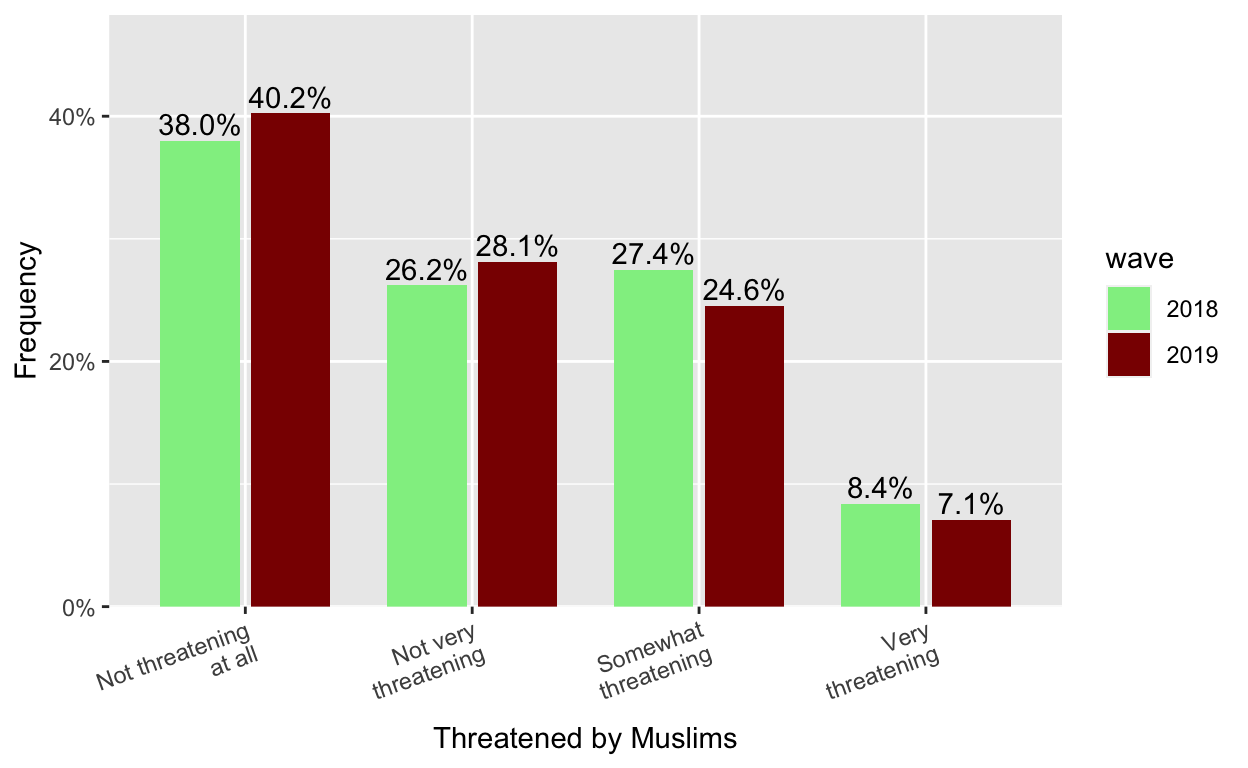 40.2%
38.0%
28.1%
26.2%
27.4%
24.6%
8.4%
7.1%
40%
20%
0%
Frequency
Not threatening
at all
Not very
threatening
Somewhat
threatening
Very
threatening
Threatened by Muslims
wave
2018
2019